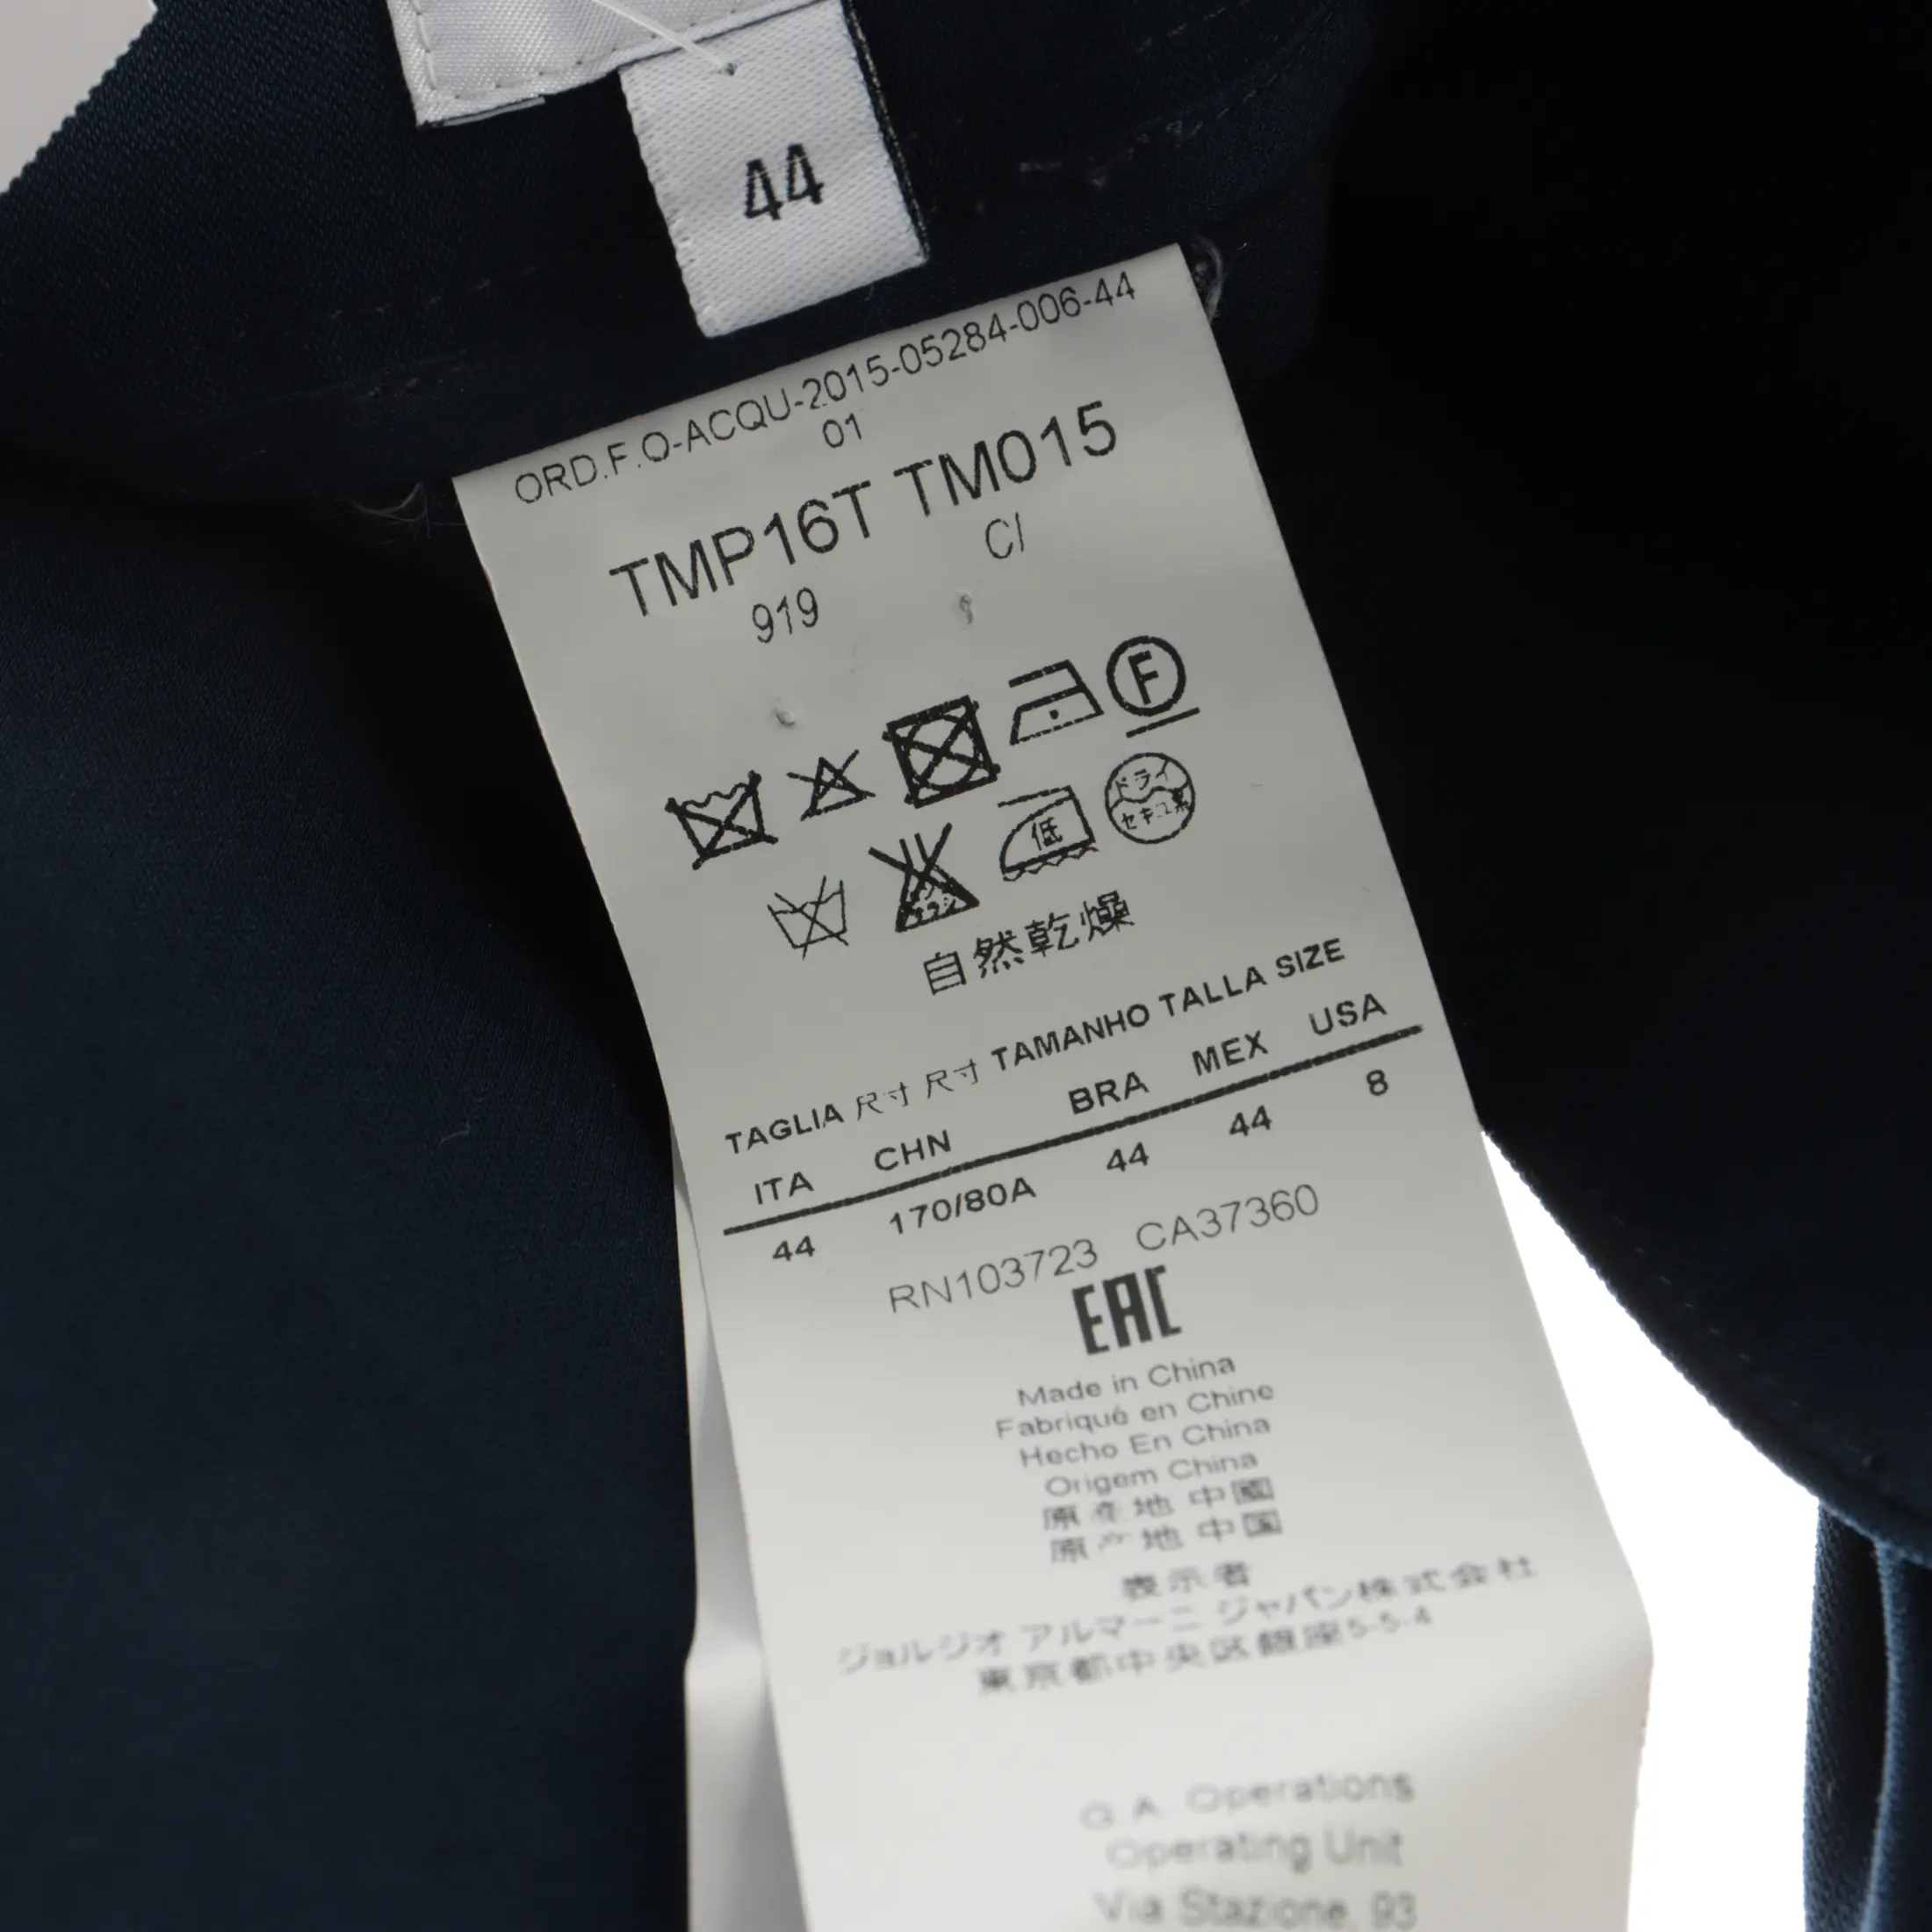 44
ORD.F.O-ACQU-2015-05284-006-44
01
TMP16T TM015
919 CI
F
ドライ
セキユ系
低
自然乾燥
TAGLIA 尺寸 尺寸 TAMANHO TALLA SIZE
ITA CHN BRA MEX USA
44 170/80A 44 44 8
RN103723 CA37360
EAC
Made in China
Fabriqué en Chine
Hecho En China
Origem China
原產地 中國
原产地 中国
表示者
ジョルジオ アルマーニ ジャパン株式会社
東京都中央区銀座5-5-4
G.A. Operations
Operating Unit
Via Stazione, 93